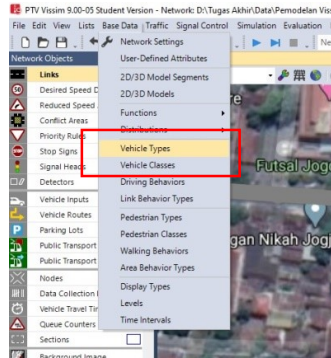 PTV Vissim 9.00-05 Student Version - Network: D:\Tugas Akhir\Data\Pemodelan Viss
File Edit View Lists Base Data Traffic Signal Control Simulation Evaluation
Network Objects
Links
Desired Speed D
Reduced Speed
Conflict Areas
Priority Rules
Stop Signs
Signal Heads
Detectors
Vehicle Inputs
Vehicle Routes
Parking Lots
Public Transport
Public Transport
Nodes
Data Collection
Vehicle Travel Tir
Queue Counters
Sections
Background Image
Network Settings
User-Defined Attributes
2D/3D Model Segments
2D/3D Models
Functions
Distributions
Vehicle Types
Vehicle Classes
Driving Behaviors
Link Behavior Types
Pedestrian Types
Pedestrian Classes
Walking Behaviors
Area Behavior Types
Display Types
Levels
Time Intervals
Ne
re
Futsal Jog
gan Nikah Jogj